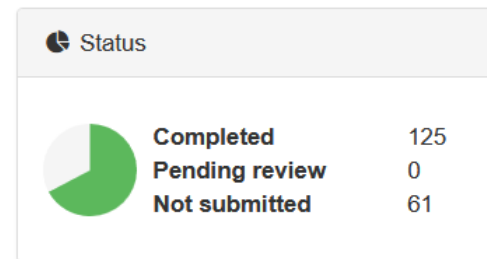 Status
Completed 125
Pending review 0
Not submitted 61